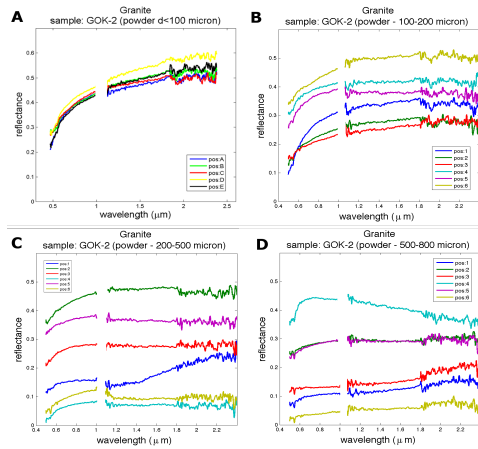 A
Granite
sample: GOK-2 (powder d<100 micron)
reflectance
0.6
0.5
0.4
0.3
0.2
0.1
0
pos:A
pos:B
pos:C
pos:D
pos:E
0 0.5 1 1.5 2 2.5
wavelength (μm)
B
Granite
sample: GOK-2 (powder - 100-200 micron)
reflectance
0.5
0.4
0.3
0.2
0.1
0
pos:1
pos:2
pos:3
pos:4
pos:5
pos:6
0.4 0.6 0.8 1 1.2 1.4 1.6 1.8 2 2.2 2.4
wavelength (μ m)
C
Granite
sample: GOK-2 (powder - 200-500 micron)
reflectance
pos:1
pos:2
pos:3
pos:4
pos:5
pos:6
0.5
0.4
0.3
0.2
0.1
0
0.4 0.6 0.8 1 1.2 1.4 1.6 1.8 2 2.2
wavelength (μ m)
D
Granite
sample: GOK-2 (powder - 500-800 micron)
reflectance
pos:1
pos:2
pos:3
pos:4
pos:5
pos:6
0.5
0.4
0.3
0.2
0.1
0
0.4 0.6 0.8 1 1.2 1.4 1.6 1.8 2 2.2 2.4
wavelength (μ m)